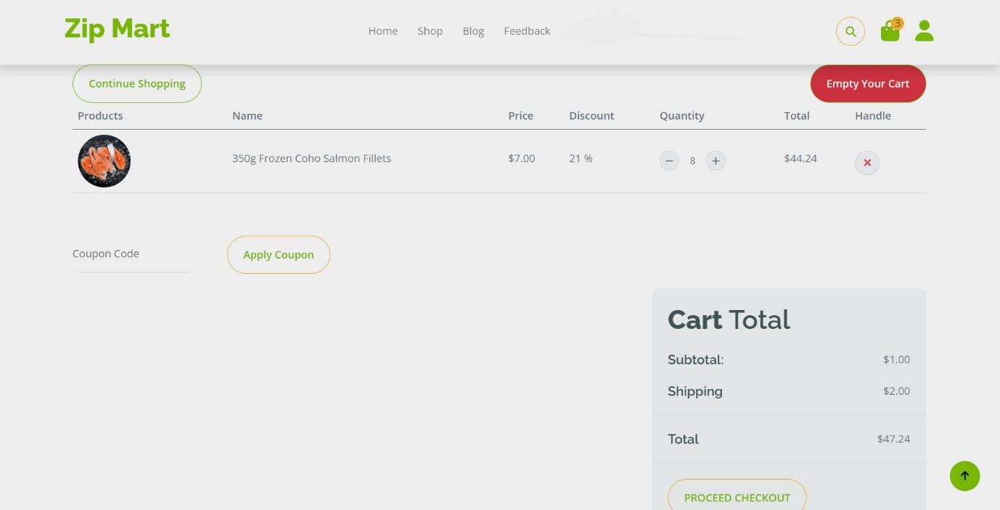 Zip Mart Home Shop Blog Feedback 3
Continue Shopping Empty Your Cart
Products Name Price Discount Quantity Total Handle
350g Frozen Coho Salmon Fillets $7.00 21 % − 8 + $44.24 ×
Coupon Code Apply Coupon
Cart Total
Subtotal: $1.00
Shipping $2.00
Total $47.24
PROCEED CHECKOUT